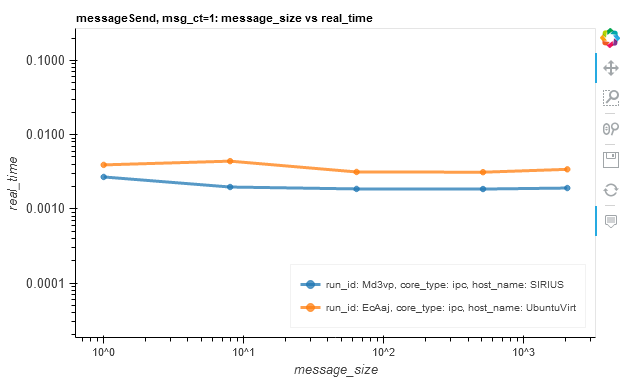 messageSend, msg_ct=1: message_size vs real_time
0.1000
0.0100
0.0010
0.0001
real_time
run_id: Md3vp, core_type: ipc, host_name: SIRIUS
run_id: EcAaj, core_type: ipc, host_name: UbuntuVirt
10^0
10^1
10^2
10^3
message_size